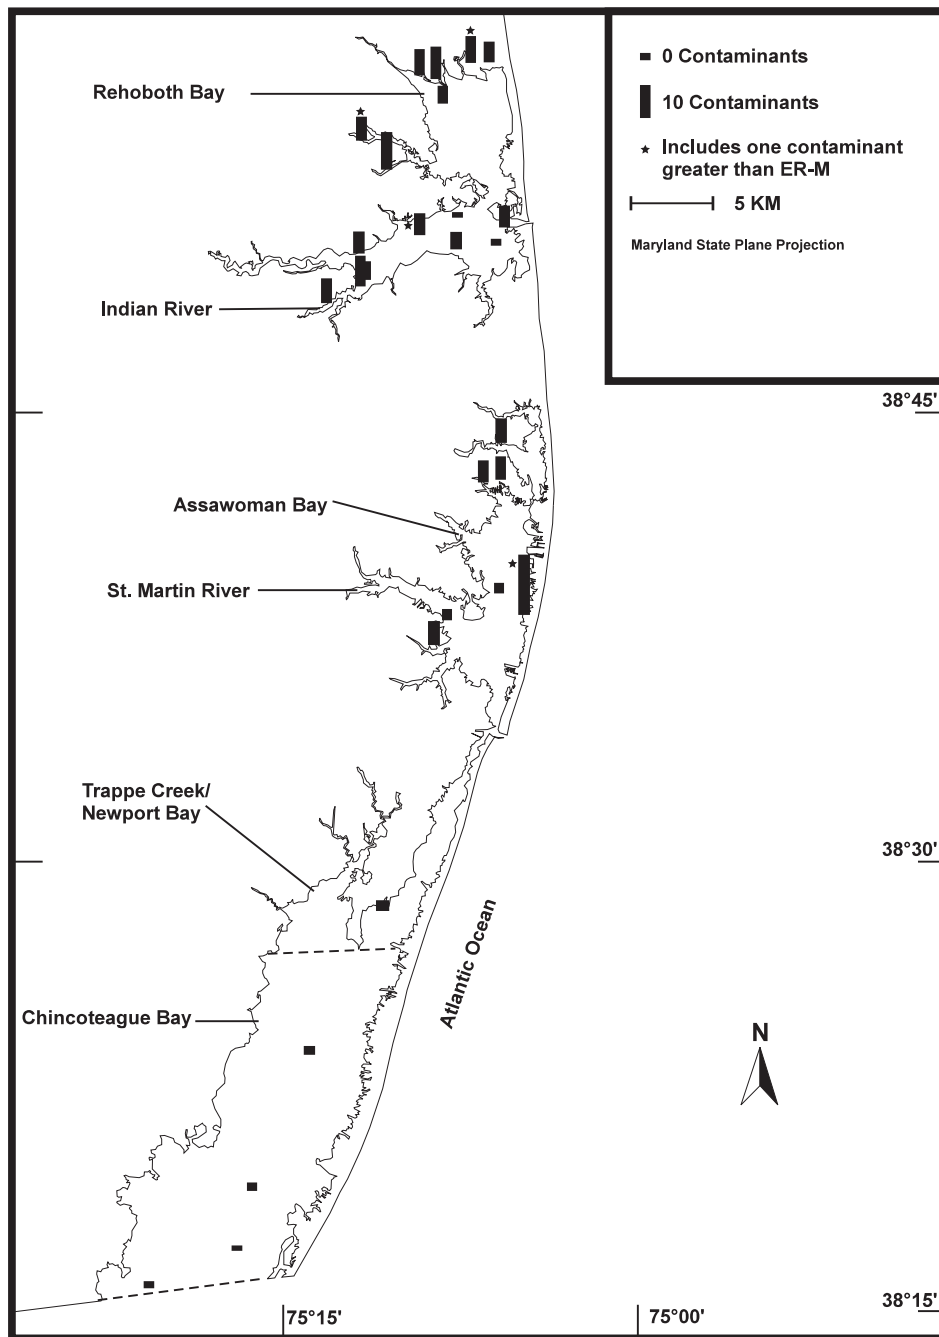 0 Contaminants
10 Contaminants
Includes one contaminant
greater than ER-M
5 KM
Maryland State Plane Projection
Rehoboth Bay
Indian River
38°45'
Assawoman Bay
St. Martin River
Trappe Creek/
Newport Bay
38°30'
Atlantic Ocean
Chincoteague Bay
N
38°15'
75°15'
75°00'